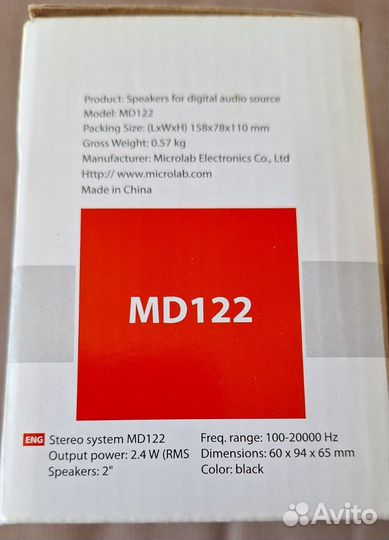 Product: Speakers for digital audio source
Model: MD122
Packing Size: (LxWxH) 158x78x110 mm
Gross Weight: 0.57 kg
Manufacturer: Microlab Electronics Co., Ltd
Http:// www.microlab.com
Made in China
MD122
ENG Stereo system MD122
Output power: 2.4 W (RMS
Speakers: 2"
Freq. range: 100-20000 Hz
Dimensions: 60 x 94 x 65 mm
Color: black
Avito